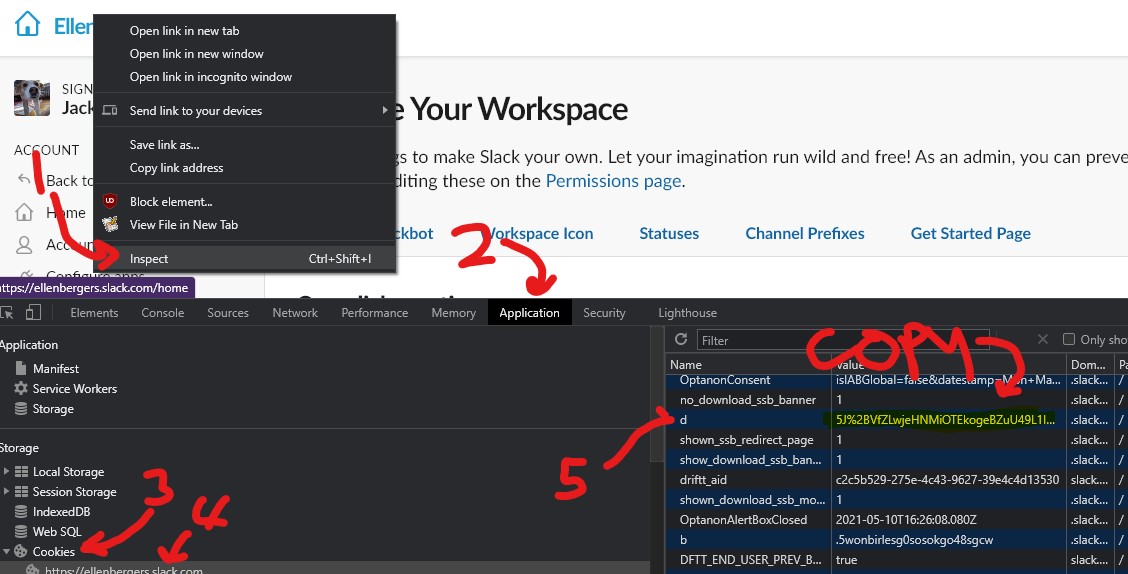 Ellen
Open link in new tab
Open link in new window
Open link in incognito window
Send link to your devices
Save link as...
Copy link address
Block element...
View File in New Tab
Inspect Ctrl+Shift+I
SIGN
Jack
e Your Workspace
ACCOUNT
gs to make Slack your own. Let your imagination run wild and free! As an admin, you can preve
1
Back to
diting these on the Permissions page.
Home
Accoun
ckbot Workspace Icon Statuses Channel Prefixes Get Started Page
2
Configure apps
https://ellenbergers.slack.com/home
Elements Console Sources Network Performance Memory Application Security Lighthouse
Application
Filter
Only sho
COPY
Manifest
Service Workers
Storage
Storage
Local Storage
Session Storage
IndexedDB
Web SQL
Cookies
https://ellenbergers.slack.com
3
4
5
Name Value Dom... Pa
OptanonConsent isIABGlobal=false&datestamp=Mon+Ma... .slack... /
no_download_ssb_banner 1 .slack... /
d 5J%2BVfZLwjeHNMiOTEkogeBZuU49L1I... .slack... /
shown_ssb_redirect_page 1 .slack... /
show_download_ssb_ban... 1 .slack... /
driftt_aid c2c5b529-275e-4c43-9627-39e4c4d13530 .slack... /
shown_download_ssb_mo... 1 .slack... /
OptanonAlertBoxClosed 2021-05-10T16:26:08.080Z .slack... /
b .5wonbirlesg0sosokgo48sgcw .slack... /
DFTT_END_USER_PREV_B... true .slack... /